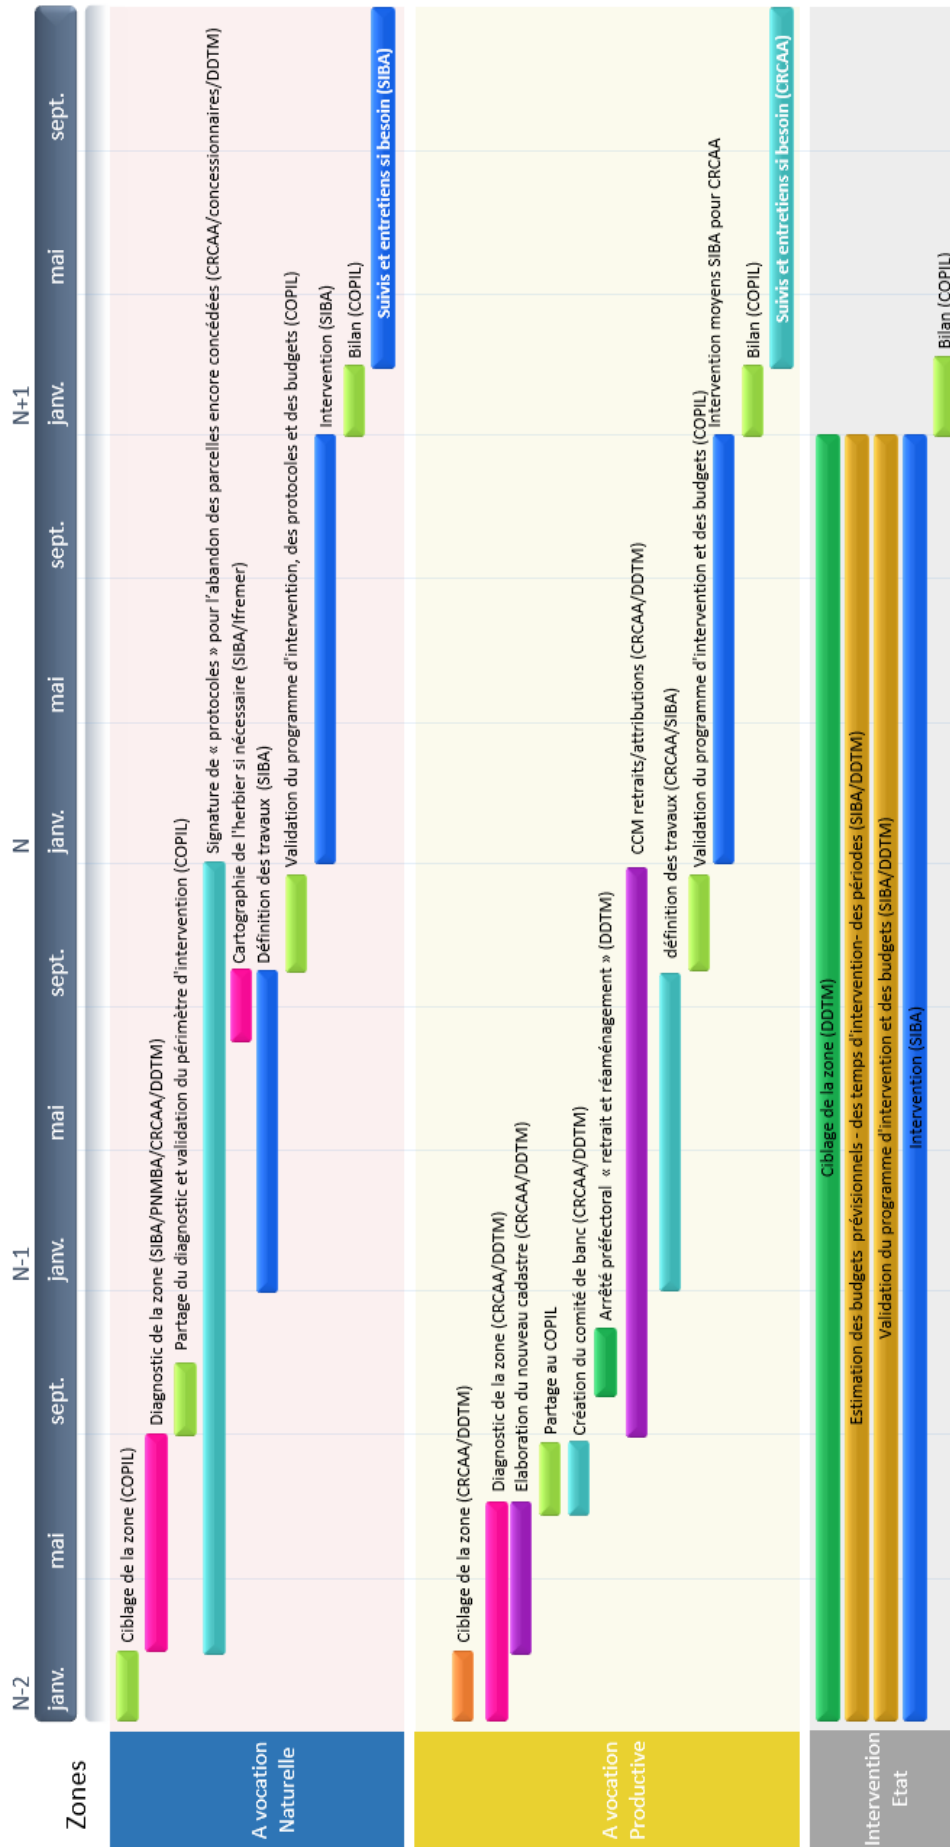 N-2
N-1
N
N+1
Zones
janv.
mai
sept.
janv.
mai
sept.
janv.
mai
sept.
janv.
mai
sept.
A vocation
Naturelle
Ciblage de la zone (COPIL)
Diagnostic de la zone (SIBA/PNMBA/CRCAA/DDTM)
Partage du diagnostic et validation du périmètre d'intervention (COPIL)
Signature de « protocoles » pour l'abandon des parcelles encore concédées (CRCAA/concessionnaires/DDTM)
Cartographie de l'herbier si nécessaire (SIBA/Ifremer)
Définition des travaux (SIBA)
Validation du programme d'intervention, des protocoles et des budgets (COPIL)
Intervention (SIBA)
Bilan (COPIL)
Suivis et entretiens si besoin (SIBA)
A vocation
Productive
Ciblage de la zone (CRCAA/DDTM)
Diagnostic de la zone (CRCAA/DDTM)
Elaboration du nouveau cadastre (CRCAA/DDTM)
Partage au COPIL
Création du comité de banc (CRCAA/DDTM)
Arrêté préfectoral « retrait et réaménagement » (DDTM)
CCM retraits/attributions (CRCAA/DDTM)
définition des travaux (CRCAA/SIBA)
Validation du programme d'intervention et des budgets (COPIL)
Intervention moyens SIBA pour CRCAA
Bilan (COPIL)
Suivis et entretiens si besoin (CRCAA)
Intervention
Etat
Ciblage de la zone (DDTM)
Estimation des budgets prévisionnels - des temps d'intervention- des périodes (SIBA/DDTM)
Validation du programme d'intervention et des budgets (SIBA/DDTM)
Intervention (SIBA)
Bilan (COPIL)